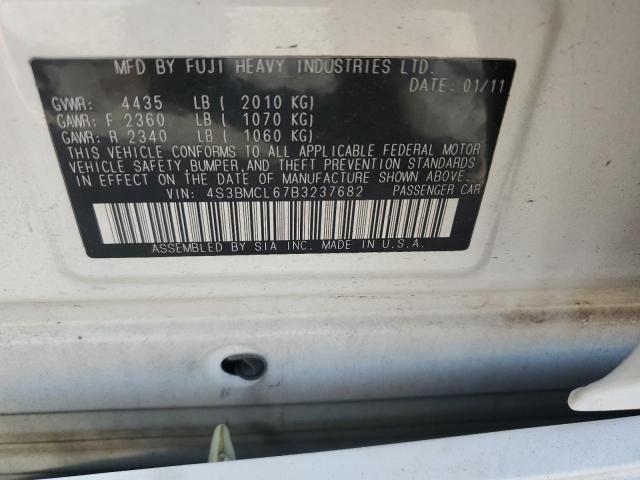 MFD BY FUJI HEAVY INDUSTRIES LTD.
DATE: 01/11
GVWR: 4435 LB ( 2010 KG)
GAWR: F 2360 LB ( 1070 KG)
GAWR: R 2340 LB ( 1060 KG)
THIS VEHICLE CONFORMS TO ALL APPLICABLE FEDERAL MOTOR
VEHICLE SAFETY, BUMPER, AND THEFT PREVENTION STANDARDS
IN EFFECT ON THE DATE OF MANUFACTURE SHOWN ABOVE.
VIN: 4S3BMCL67B3237682 PASSENGER CAR
ASSEMBLED BY SIA INC. MADE IN U.S.A.